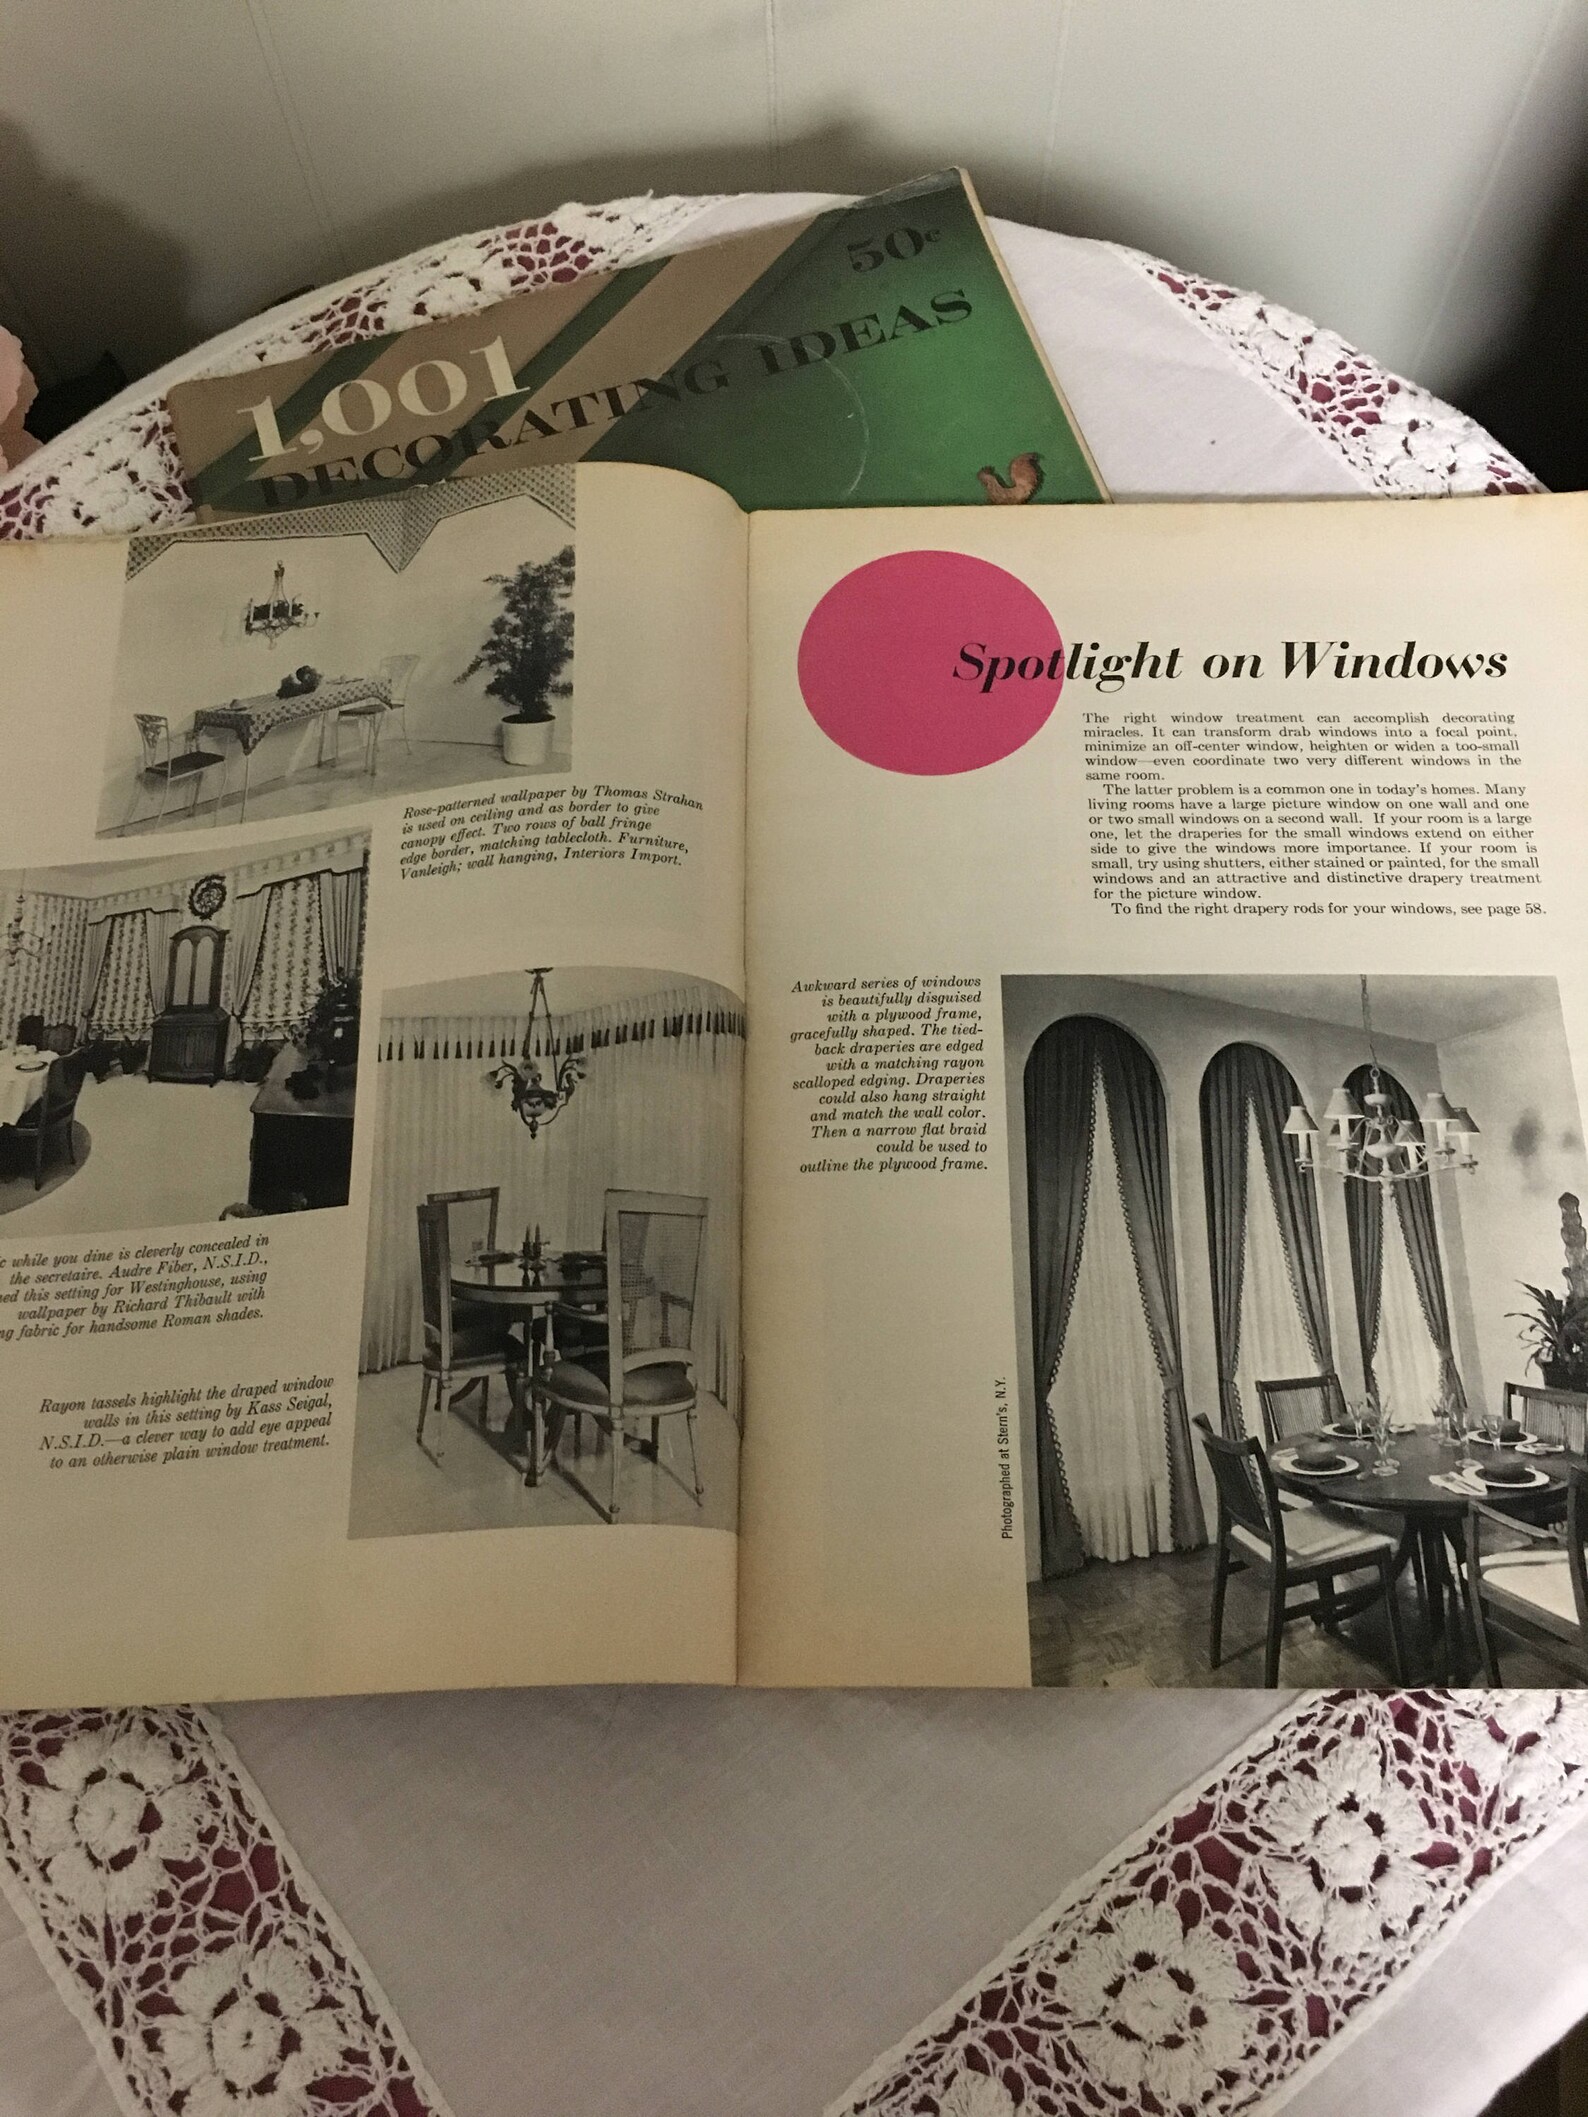 50¢
1,001
DECORATING IDEAS
Rose-patterned wallpaper by Thomas Strahan
is used on ceiling and as border to give
canopy effect. Two rows of ball fringe
edge border, matching tablecloth. Furniture,
Vanleigh; wall hanging, Interiors Import.
while you dine is cleverly concealed in
the secretaire. Audre Fiber, N.S.I.D.,
this setting for Westinghouse, using
wallpaper by Richard Thibault with
fabric for handsome Roman shades.
Rayon tassels highlight the draped window
walls in this setting by Kass Seigal,
N.S.I.D.—a clever way to add eye appeal
to an otherwise plain window treatment.
Spotlight on Windows
The right window treatment can accomplish decorating
miracles. It can transform drab windows into a focal point,
minimize an off-center window, heighten or widen a too-small
window—even coordinate two very different windows in the
same room.
The latter problem is a common one in today's homes. Many
living rooms have a large picture window on one wall and one
or two small windows on a second wall. If your room is a large
one, let the draperies for the small windows extend on either
side to give the windows more importance. If your room is
small, try using shutters, either stained or painted, for the small
windows and an attractive and distinctive drapery treatment
for the picture window.
To find the right drapery rods for your windows, see page 58.
Awkward series of windows
is beautifully disguised
with a plywood frame,
gracefully shaped. The tied-
back draperies are edged
with a matching rayon
scalloped edging. Draperies
could also hang straight
and match the wall color.
Then a narrow flat braid
could be used to
outline the plywood frame.
Photographed at Stern's, N.Y.